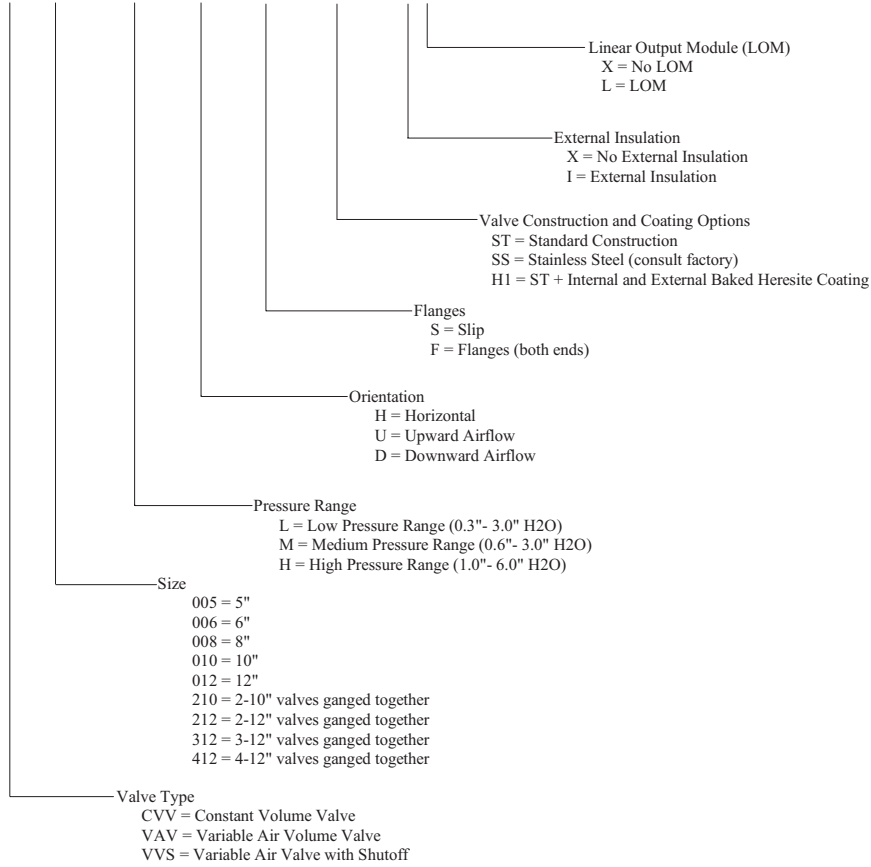 Linear Output Module (LOM)
X = No LOM
L = LOM
External Insulation
X = No External Insulation
I = External Insulation
Valve Construction and Coating Options
ST = Standard Construction
SS = Stainless Steel (consult factory)
H1 = ST + Internal and External Baked Heresite Coating
Flanges
S = Slip
F = Flanges (both ends)
Orientation
H = Horizontal
U = Upward Airflow
D = Downward Airflow
Pressure Range
L = Low Pressure Range (0.3"- 3.0" H2O)
M = Medium Pressure Range (0.6"- 3.0" H2O)
H = High Pressure Range (1.0"- 6.0" H2O)
Size
005 = 5"
006 = 6"
008 = 8"
010 = 10"
012 = 12"
210 = 2-10" valves ganged together
212 = 2-12" valves ganged together
312 = 3-12" valves ganged together
412 = 4-12" valves ganged together
Valve Type
CVV = Constant Volume Valve
VAV = Variable Air Volume Valve
VVS = Variable Air Valve with Shutoff